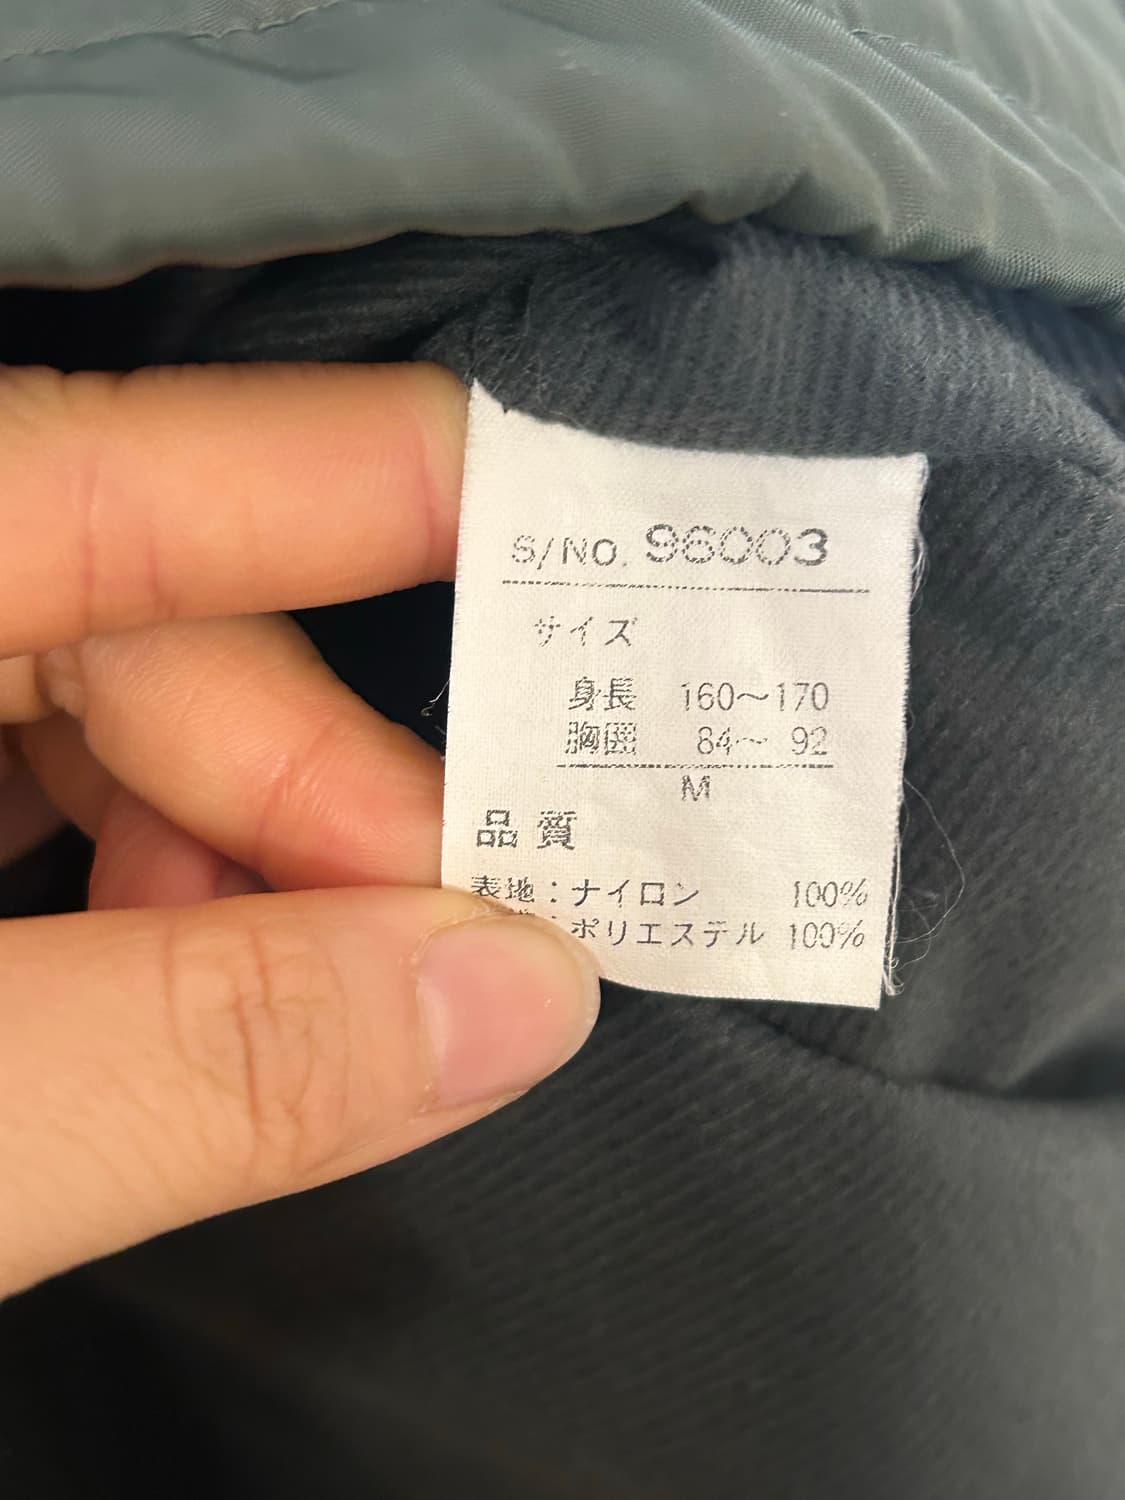 S/NO. 96003
サイズ
身長 160〜170
胸囲 84〜 92
M
品質
表地：ナイロン 100%
：ポリエステル 100%